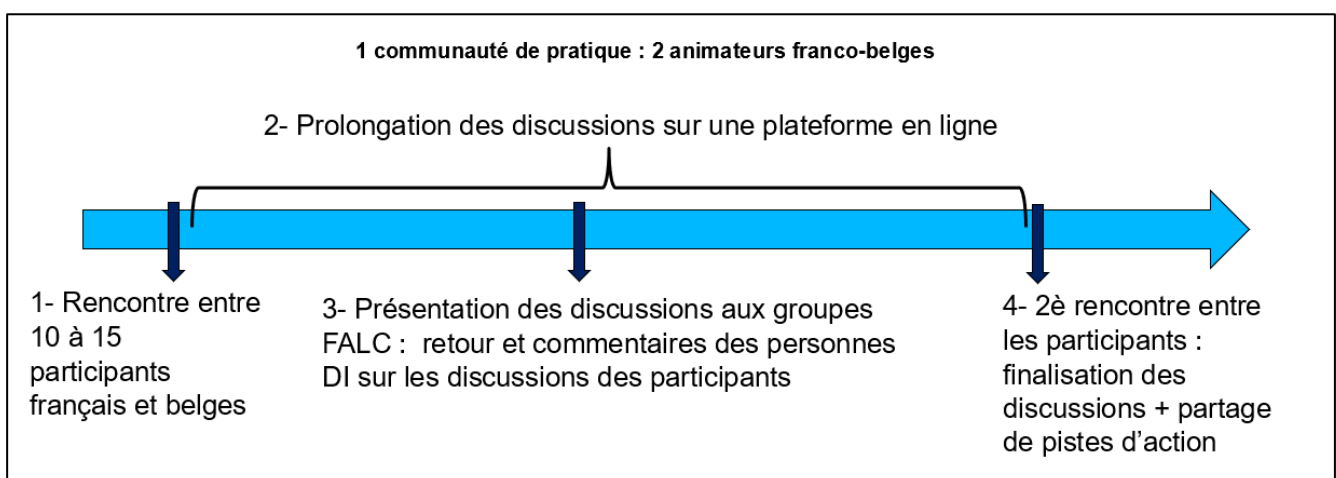 1 communauté de pratique : 2 animateurs franco-belges
2- Prolongation des discussions sur une plateforme en ligne
1- Rencontre entre
10 à 15
participants
français et belges
3- Présentation des discussions aux groupes
FALC : retour et commentaires des personnes
DI sur les discussions des participants
4- 2è rencontre entre
les participants :
finalisation des
discussions + partage
de pistes d’action